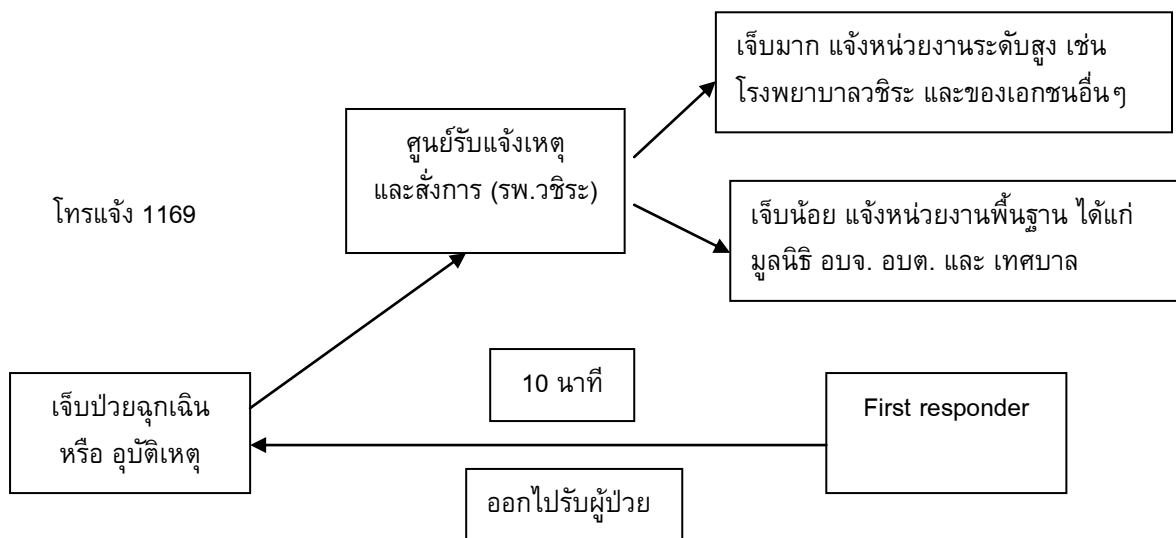 เจ็บมาก แจ้งหน่วยงานระดับสูง เช่น
โรงพยาบาลวชิระ และของเอกชนอื่นๆ
ศูนย์รับแจ้งเหตุ
และสั่งการ (รพ.วชิระ)
โทรแจ้ง 1169
เจ็บน้อย แจ้งหน่วยงานพื้นฐาน ได้แก่
มูลนิธิ อบจ. อบต. และ เทศบาล
10 นาที
เจ็บป่วยฉุกเฉิน
หรือ อุบัติเหตุ
First responder
ออกไปรับผู้ป่วย